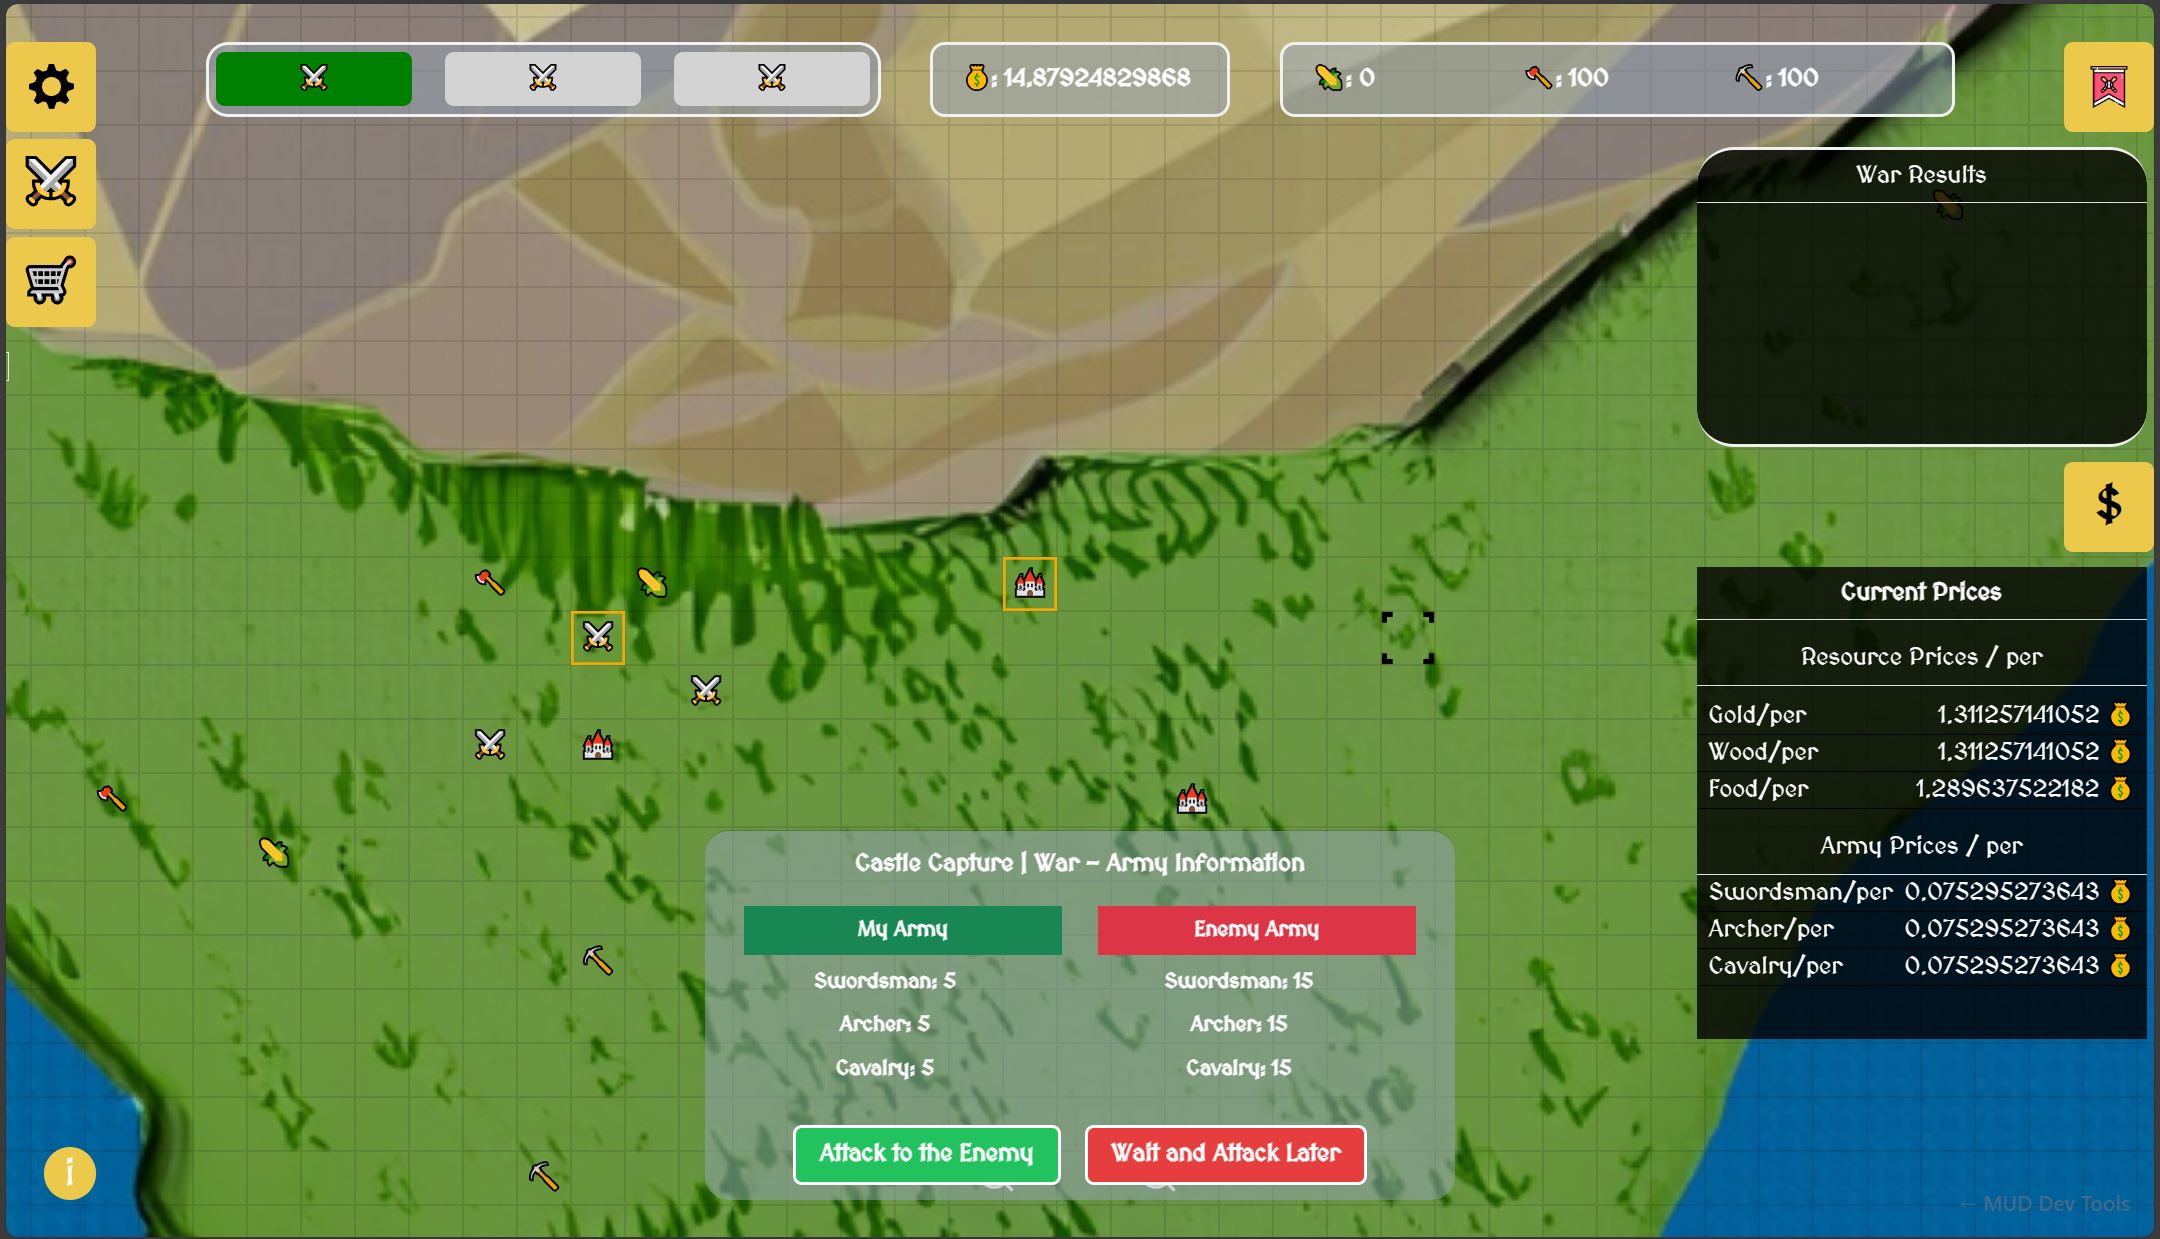 : 14,87924829868
: 0
: 100
: 100
War Results
$
Current Prices
Resource Prices / per
Gold/per 1,311257141052
Wood/per 1,311257141052
Food/per 1,289637522182
Army Prices / per
Swordsman/per 0,075295273643
Archer/per 0,075295273643
Cavalry/per 0,075295273643
Castle Capture | War - Army Information
My Army Enemy Army
Swordsman: 5 Swordsman: 15
Archer: 5 Archer: 15
Cavalry: 5 Cavalry: 15
Attack to the Enemy Wait and Attack Later
i
← MUD Dev Tools